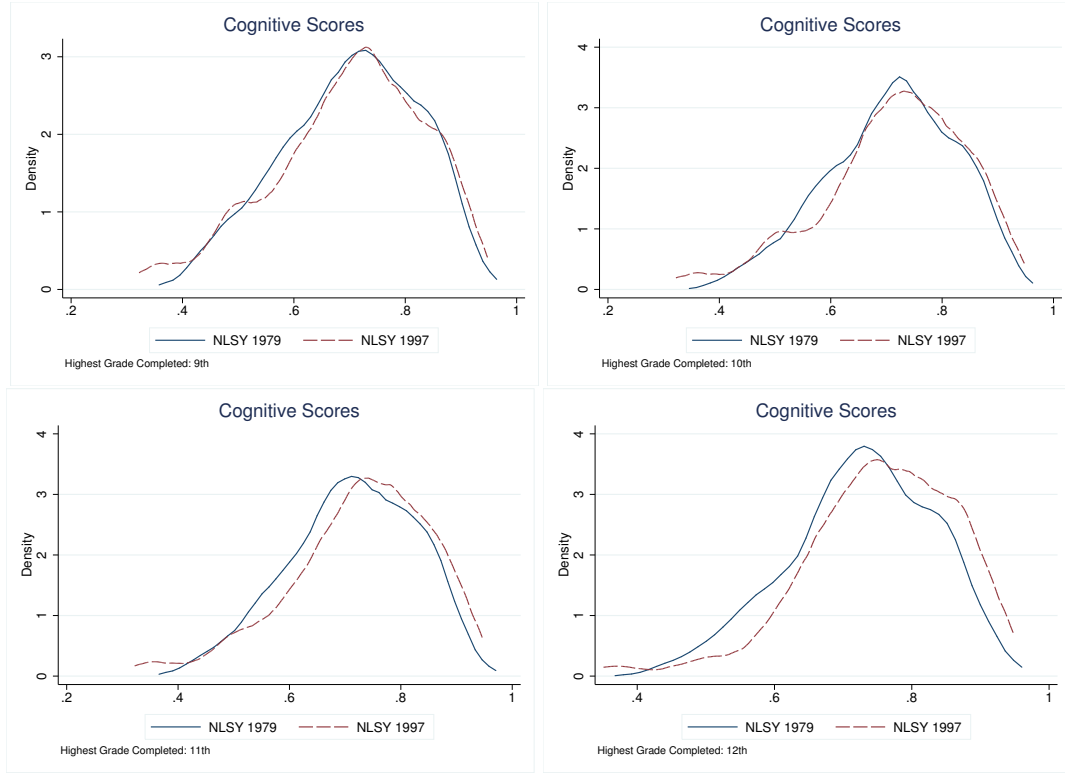 Cognitive Scores
Density
3
2
1
0
.2 .4 .6 .8 1
NLSY 1979 NLSY 1997
Highest Grade Completed: 9th
Cognitive Scores
Density
4
3
2
1
0
.2 .4 .6 .8 1
NLSY 1979 NLSY 1997
Highest Grade Completed: 10th
Cognitive Scores
Density
4
3
2
1
0
.2 .4 .6 .8 1
NLSY 1979 NLSY 1997
Highest Grade Completed: 11th
Cognitive Scores
Density
4
3
2
1
0
.4 .6 .8 1
NLSY 1979 NLSY 1997
Highest Grade Completed: 12th